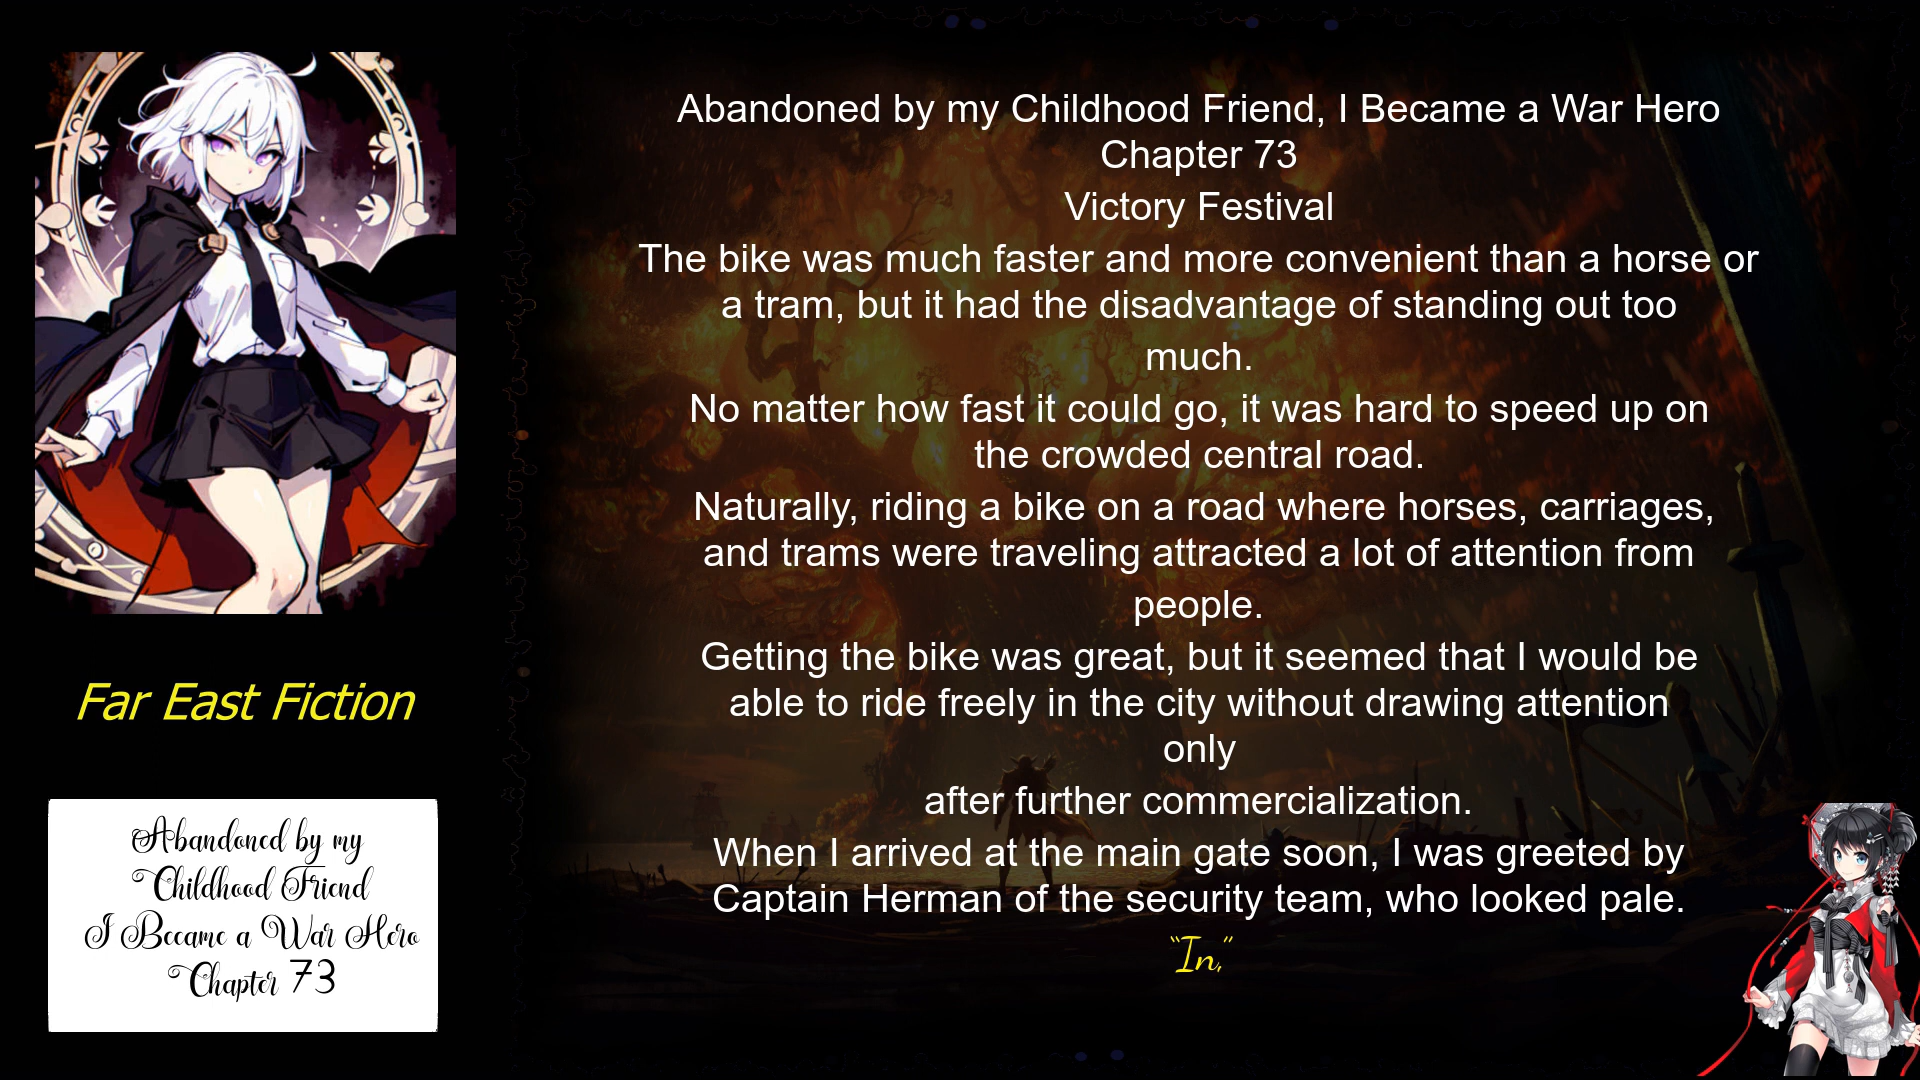 Abandoned by my Childhood Friend, I Became a War Hero
Chapter 73
Victory Festival
The bike was much faster and more convenient than a horse or
a tram, but it had the disadvantage of standing out too
much.
No matter how fast it could go, it was hard to speed up on
the crowded central road.
Naturally, riding a bike on a road where horses, carriages,
and trams were traveling attracted a lot of attention from
people.
Getting the bike was great, but it seemed that I would be
able to ride freely in the city without drawing attention
only
after further commercialization.
When I arrived at the main gate soon, I was greeted by
Captain Herman of the security team, who looked pale.
“In,”
Far East Fiction
Abandoned by my
Childhood Friend
I Became a War Hero
Chapter 73